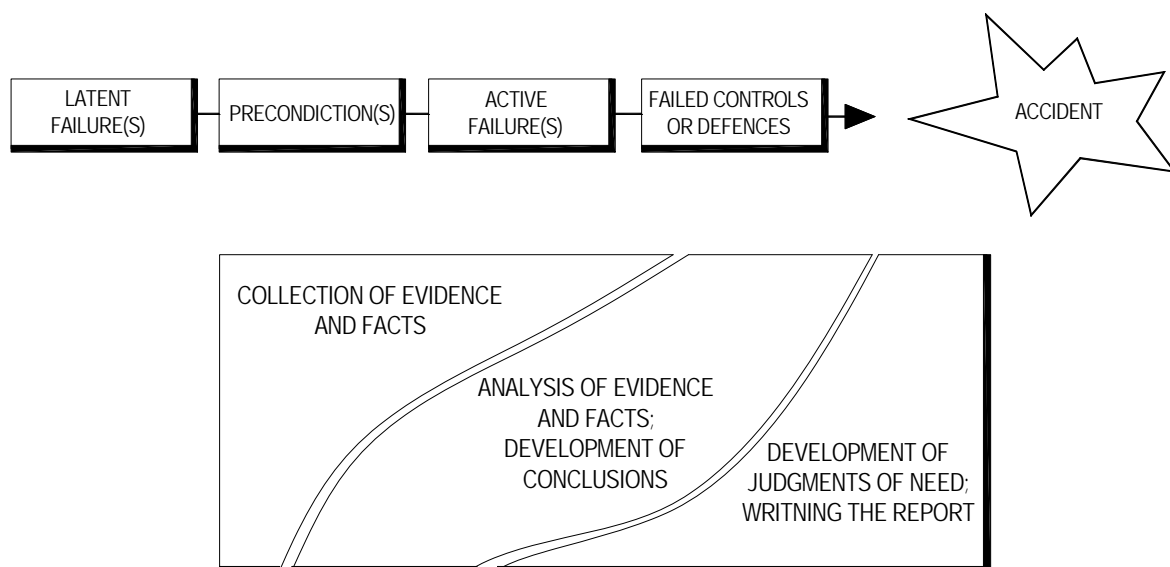 LATENT
FAILURE(S)
PRECONDICTION(S)
ACTIVE
FAILURE(S)
FAILED CONTROLS
OR DEFENCES
ACCIDENT
COLLECTION OF EVIDENCE
AND FACTS
ANALYSIS OF EVIDENCE
AND FACTS;
DEVELOPMENT OF
CONCLUSIONS
DEVELOPMENT OF
JUDGMENTS OF NEED;
WRITNING THE REPORT